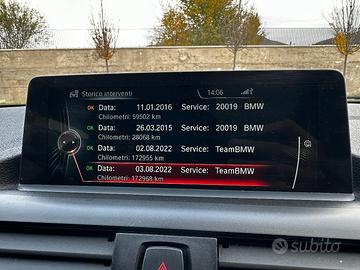 Storico interventi 14:06
OK Data: 11.01.2016 Service: 20019 BMW
Chilometri: 59502 km
OK Data: 26.03.2015 Service: 20019 BMW
Chilometri: 28068 km
OK Data: 02.08.2022 Service: TeamBMW
Chilometri: 172955 km
OK Data: 03.08.2022 Service: TeamBMW
Chilometri: 172968 km
subito